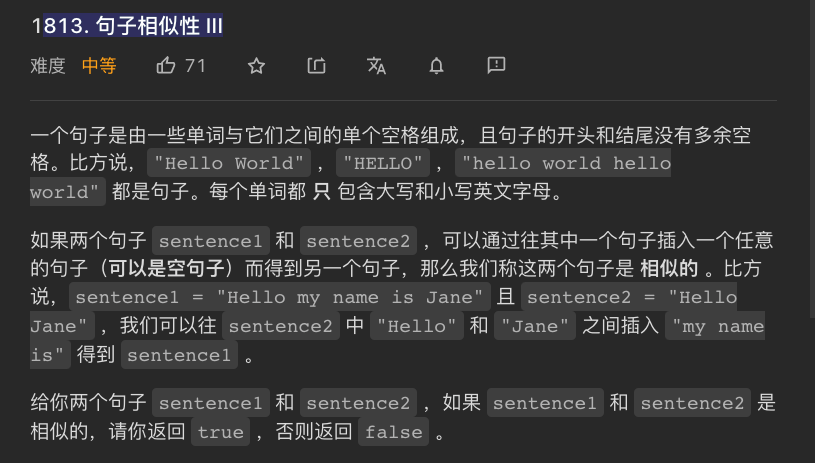 1813. 句子相似性 III
难度 中等 71
一个句子是由一些单词与它们之间的单个空格组成，且句子的开头和结尾没有多余空
格。比方说，"Hello World" ，"HELLO" ，"hello world hello
world" 都是句子。每个单词都 只 包含大写和小写英文字母。
如果两个句子 sentence1 和 sentence2 ，可以通过往其中一个句子插入一个任意
的句子（可以是空句子）而得到另一个句子，那么我们称这两个句子是 相似的 。比方
说，sentence1 = "Hello my name is Jane" 且 sentence2 = "Hello
Jane" ，我们可以往 sentence2 中 "Hello" 和 "Jane" 之间插入 "my name
is" 得到 sentence1 。
给你两个句子 sentence1 和 sentence2 ，如果 sentence1 和 sentence2 是
相似的，请你返回 true ，否则返回 false 。